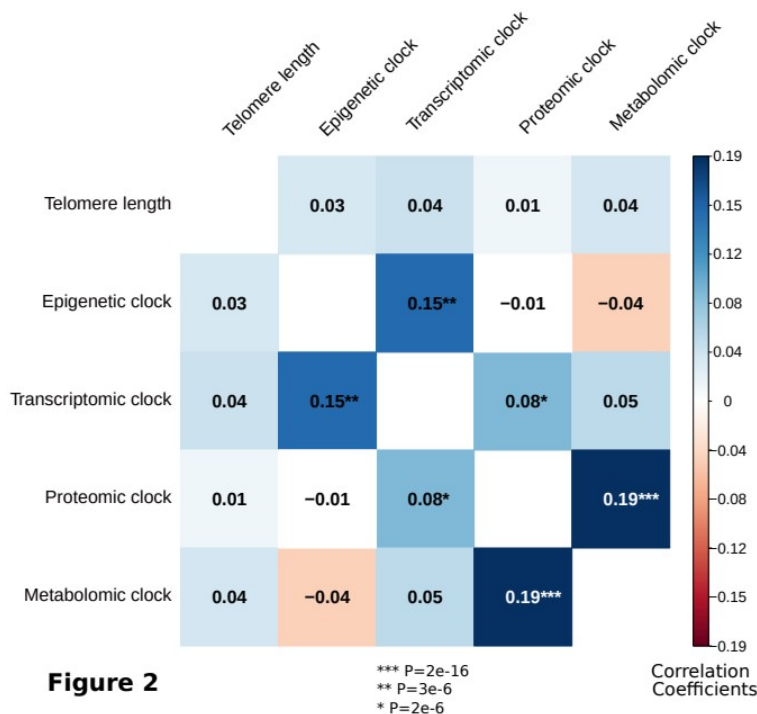 Telomere length
Epigenetic clock
Transcriptomic clock
Proteomic clock
Metabolomic clock
Telomere length 0.03 0.04 0.01 0.04
Epigenetic clock 0.03 0.15** −0.01 −0.04
Transcriptomic clock 0.04 0.15** 0.08* 0.05
Proteomic clock 0.01 −0.01 0.08* 0.19***
Metabolomic clock 0.04 −0.04 0.05 0.19***
0.19
0.15
0.12
0.08
0.04
0
-0.04
-0.08
-0.12
-0.15
-0.19
Figure 2
*** P=2e-16
** P=3e-6
* P=2e-6
Correlation
Coefficients